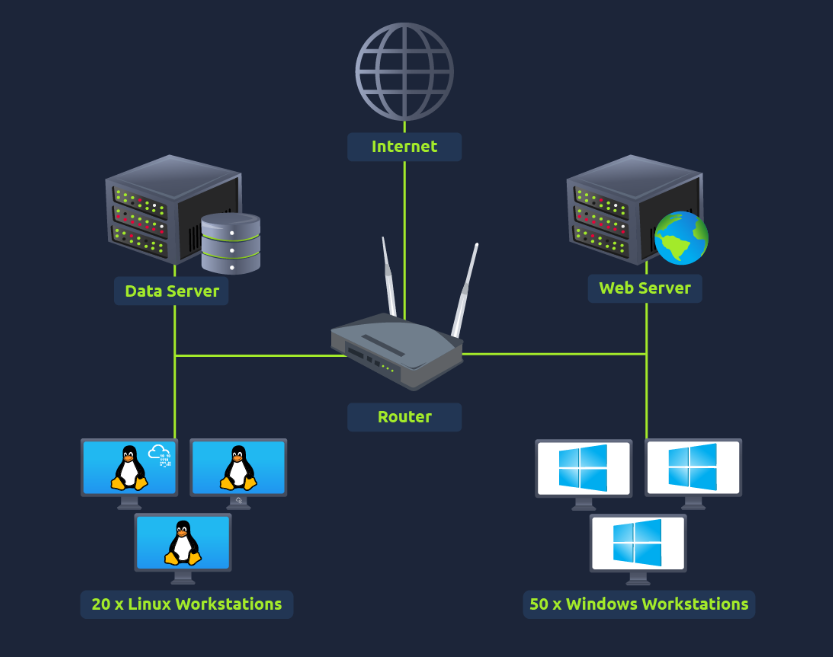 Internet
Data Server
Web Server
Router
20 x Linux Workstations
50 x Windows Workstations